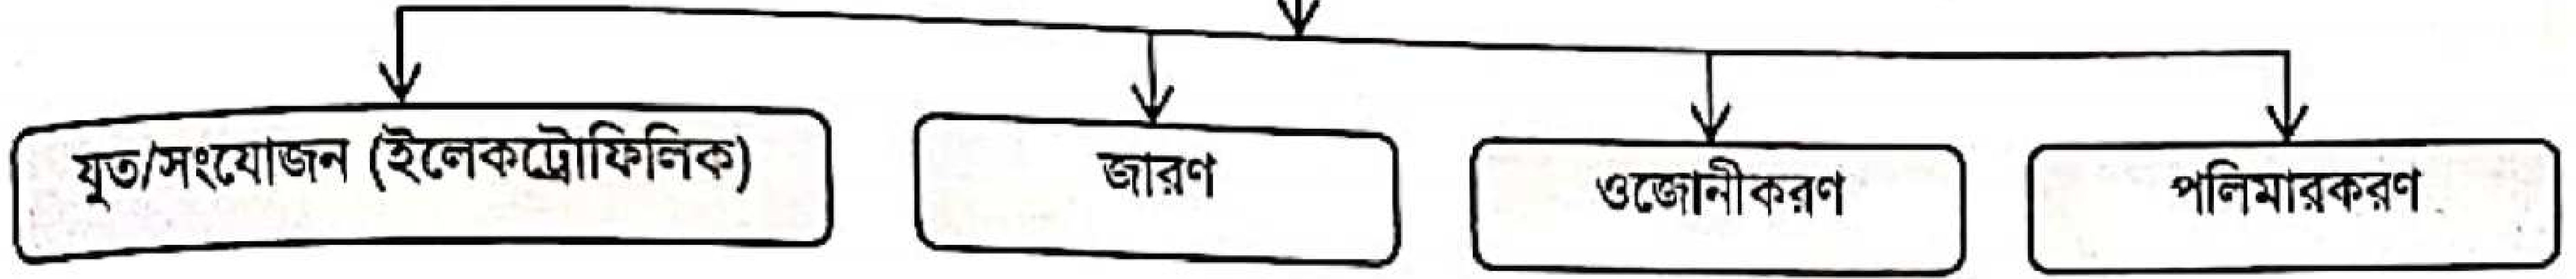 যুত/সংযোজন (ইলেকট্রোফিলিক)
জারণ
ওজোনীকরণ
পলিমারকরণ